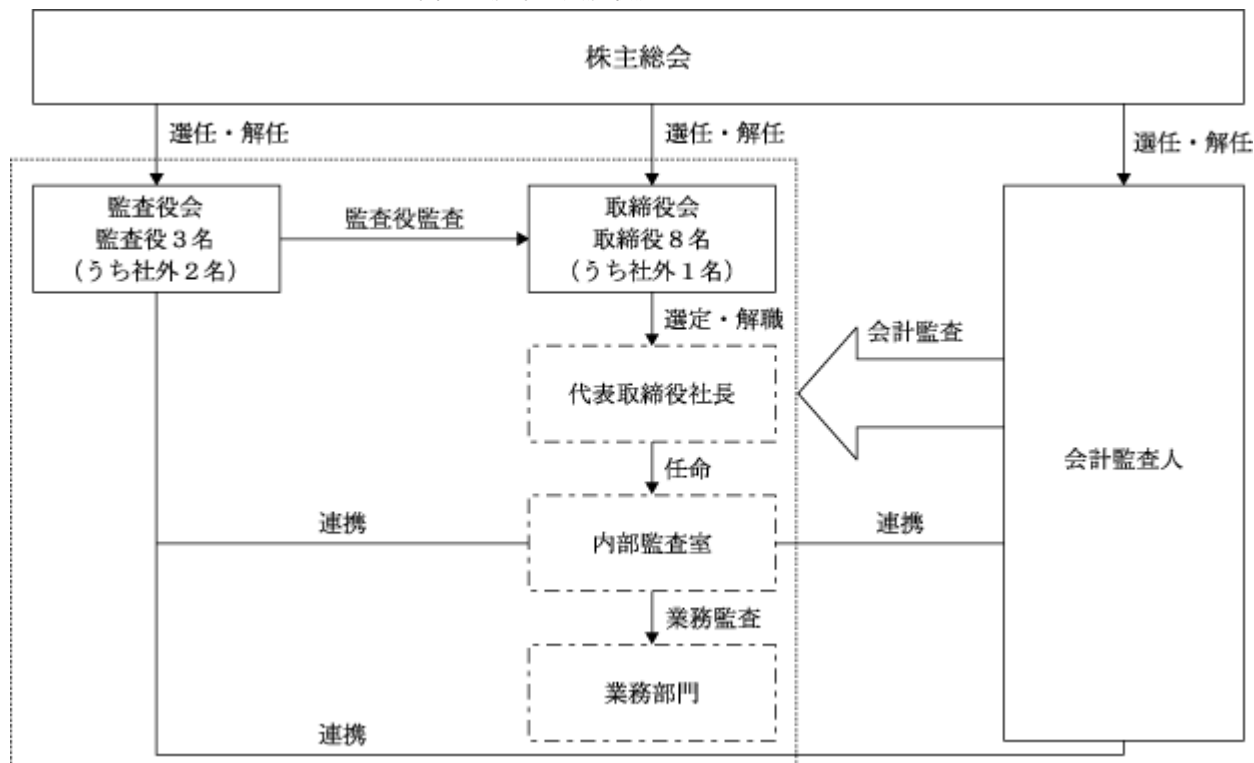 株主総会
選任・解任
選任・解任
選任・解任
監査役会
監査役3名
(うち社外2名)
監査役監査
取締役会
取締役8名
(うち社外1名)
選定・解職
会計監査
代表取締役社長
会計監査人
任命
連携
内部監査室
連携
業務監査
業務部門
連携